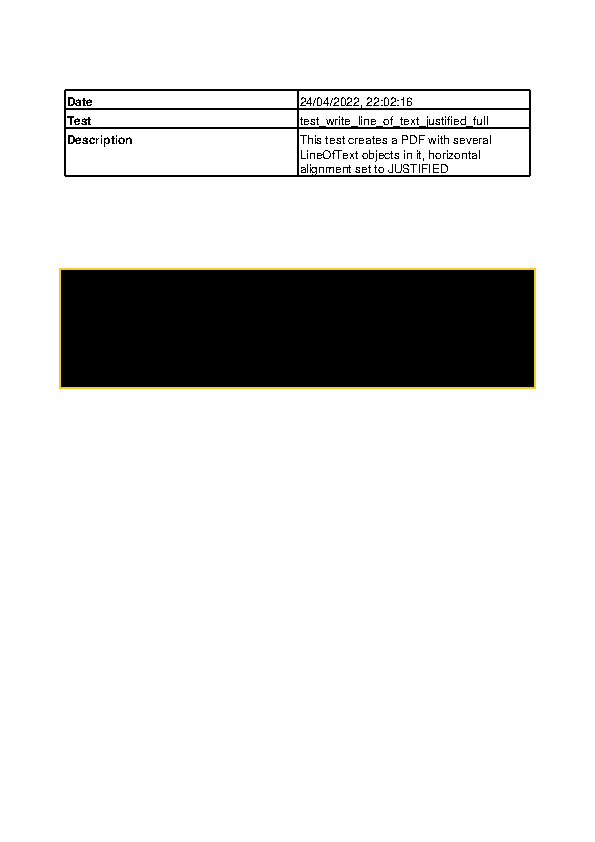 Date 24/04/2022, 22:02:16
Test test_write_line_of_text_justified_full
Description This test creates a PDF with several
LineOfText objects in it, horizontal
alignment set to JUSTIFIED